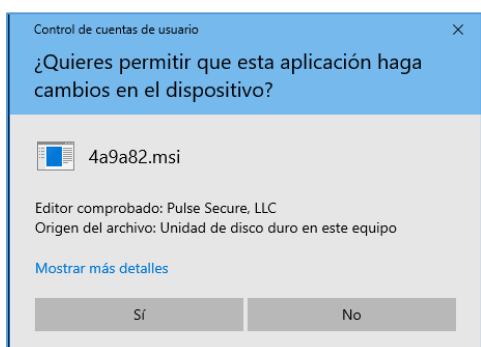 Control de cuentas de usuario
¿Quieres permitir que esta aplicación haga
cambios en el dispositivo?
4a9a82.msi
Editor comprobado: Pulse Secure, LLC
Origen del archivo: Unidad de disco duro en este equipo
Mostrar más detalles
Sí
No